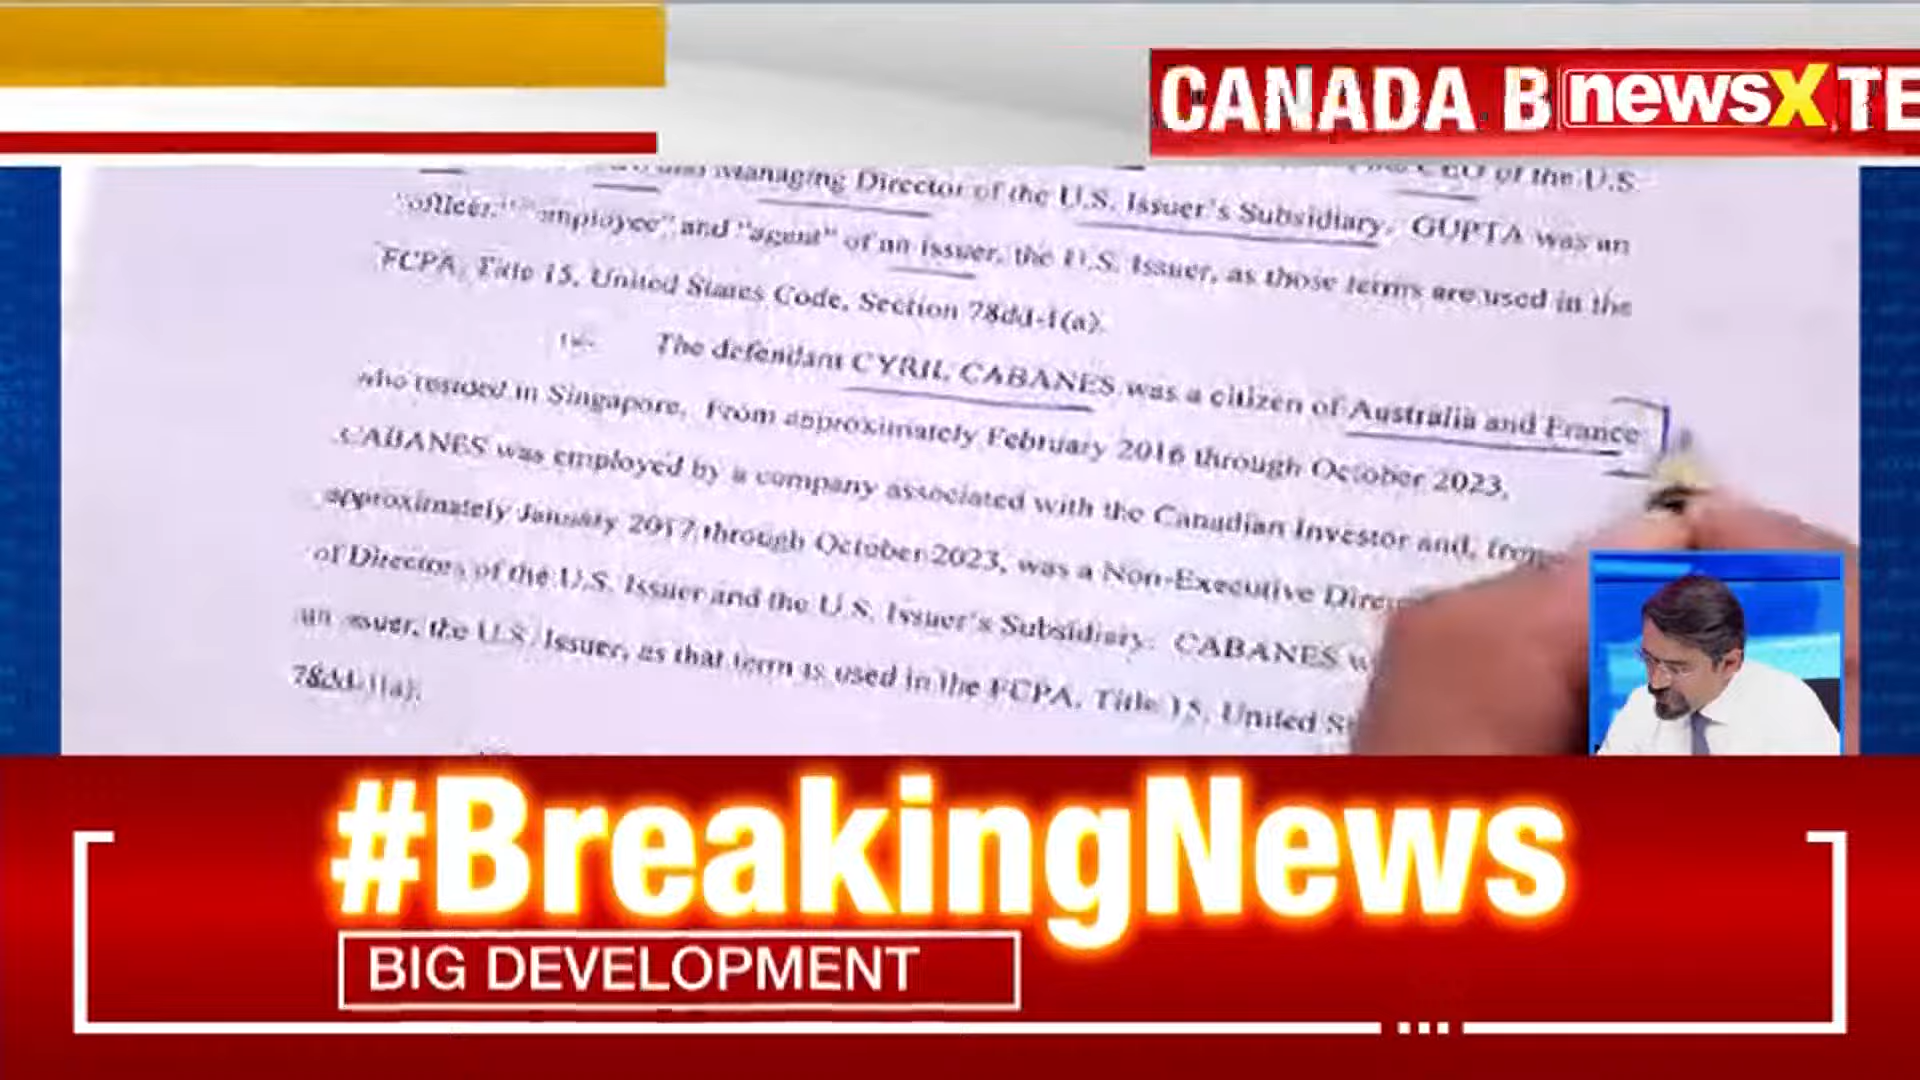 CANADA B
newsX
TE
Managing Director of the U.S. Issuer's Subsidiary. GUPTA was an
CEO of the U.S.
"officer," "employee" and "agent" of an issuer, the U.S. Issuer, as those terms are used in the
FCPA, Title 15, United States Code, Section 78dd-1(a).
The defendant CYRIL CABANES was a citizen of Australia and France
who resided in Singapore. From approximately February 2016 through October 2023,
CABANES was employed by a company associated with the Canadian Investor and, from
approximately January 2017 through October 2023, was a Non-Executive
of Directors of the U.S. Issuer and the U.S. Issuer's Subsidiary. CABANES
an issuer, the U.S. Issuer, as that term is used in the FCPA, Title 15, United
78dd-1(a).
#BreakingNews
BIG DEVELOPMENT